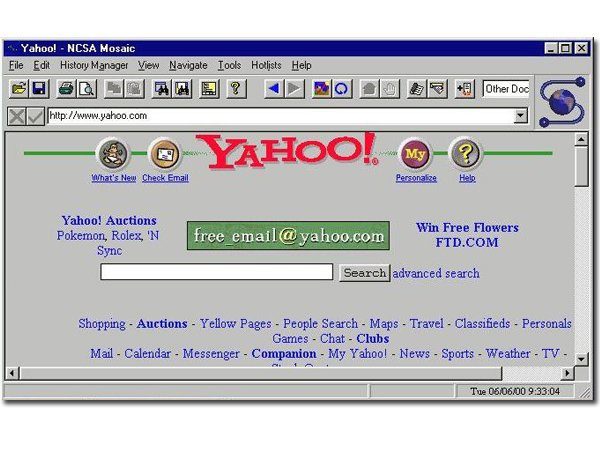 Yahoo! - NCSA Mosaic
File Edit History Manager View Navigate Tools Hotlists Help
Other Doc
http://www.yahoo.com
YAHOO!
My
?
What's New Check Email Personalize Help
Yahoo! Auctions
Pokemon, Rolex, 'N
Sync
free_email@yahoo.com
Win Free Flowers
FTD.COM
Search advanced search
Shopping - Auctions - Yellow Pages - People Search - Maps - Travel - Classifieds - Personals
Games - Chat - Clubs
Mail - Calendar - Messenger - Companion - My Yahoo! - News - Sports - Weather - TV -
Tue 06/06/00 9:33:04